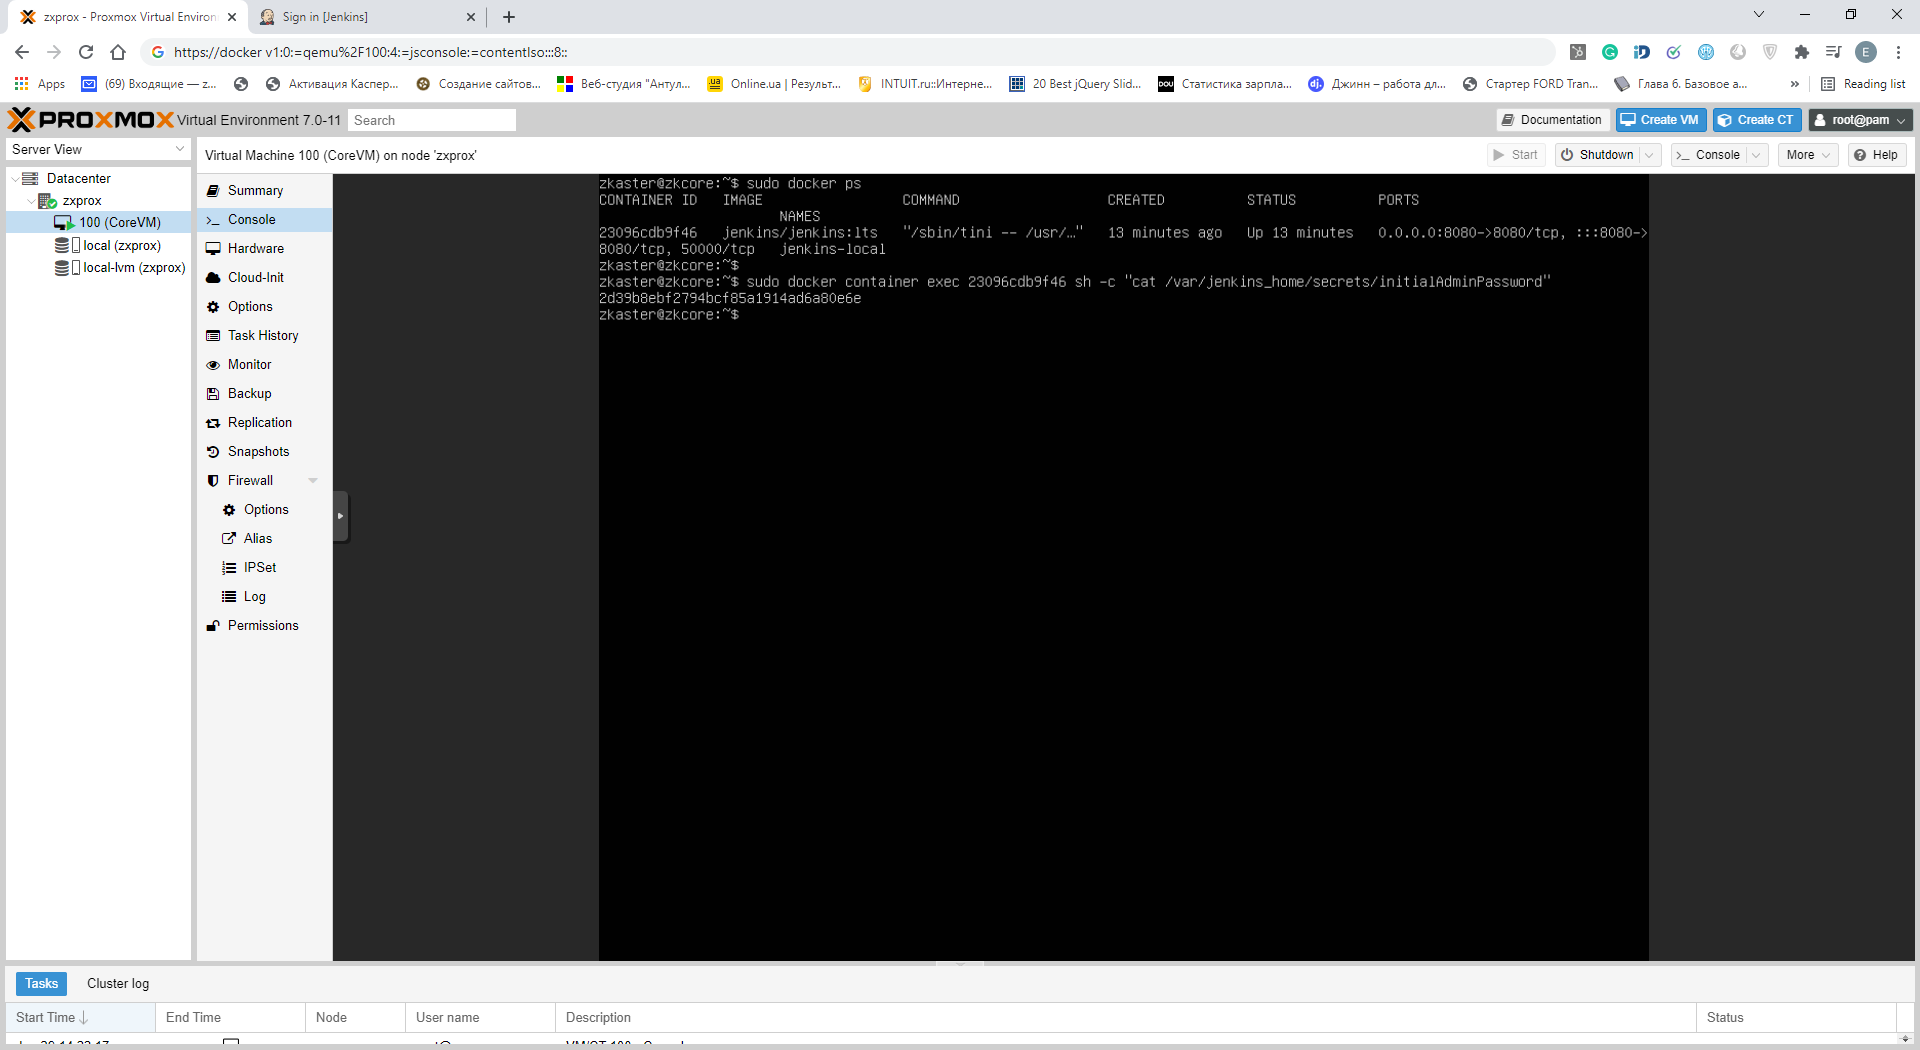 zxprox - Proxmox Virtual Environ
Sign in [Jenkins]
https://docker v1:0:=qemu%2F100:4:=jsconsole:=contentIso:::8::
E
Apps
(69) Входящие — z...
Активация Каспер...
Создание сайтов...
Веб-студия "Антул...
Online.ua | Результ...
INTUIT.ru::Интерне...
20 Best jQuery Slid...
DOU
Статистика зарпла...
dj.
Джинн – работа дл...
Стартер FORD Tran...
Глава 6. Базовое а...
»
Reading list
PROXMOX Virtual Environment 7.0-11
Search
Documentation
Create VM
Create CT
root@pam
Server View
Virtual Machine 100 (CoreVM) on node 'zxprox'
Start
Shutdown
Console
More
Help
Datacenter
zxprox
100 (CoreVM)
local (zxprox)
local-lvm (zxprox)
Summary
Console
Hardware
Cloud-Init
Options
Task History
Monitor
Backup
Replication
Snapshots
Firewall
Options
Alias
IPSet
Log
Permissions
zkaster@zkcore:~$ sudo docker ps
CONTAINER ID   IMAGE   COMMAND   CREATED   STATUS   PORTS
NAMES
23096cdb9f46   jenkins/jenkins:lts   "/sbin/tini -- /usr/…"   13 minutes ago   Up 13 minutes   0.0.0.0:8080->8080/tcp, :::8080->
8080/tcp, 50000/tcp   jenkins-local
zkaster@zkcore:~$
zkaster@zkcore:~$ sudo docker container exec 23096cdb9f46 sh -c "cat /var/jenkins_home/secrets/initialAdminPassword"
2d39b8ebf2794bcf85a1914ad6a80e6e
zkaster@zkcore:~$
Tasks
Cluster log
Start Time
End Time
Node
User name
Description
Status